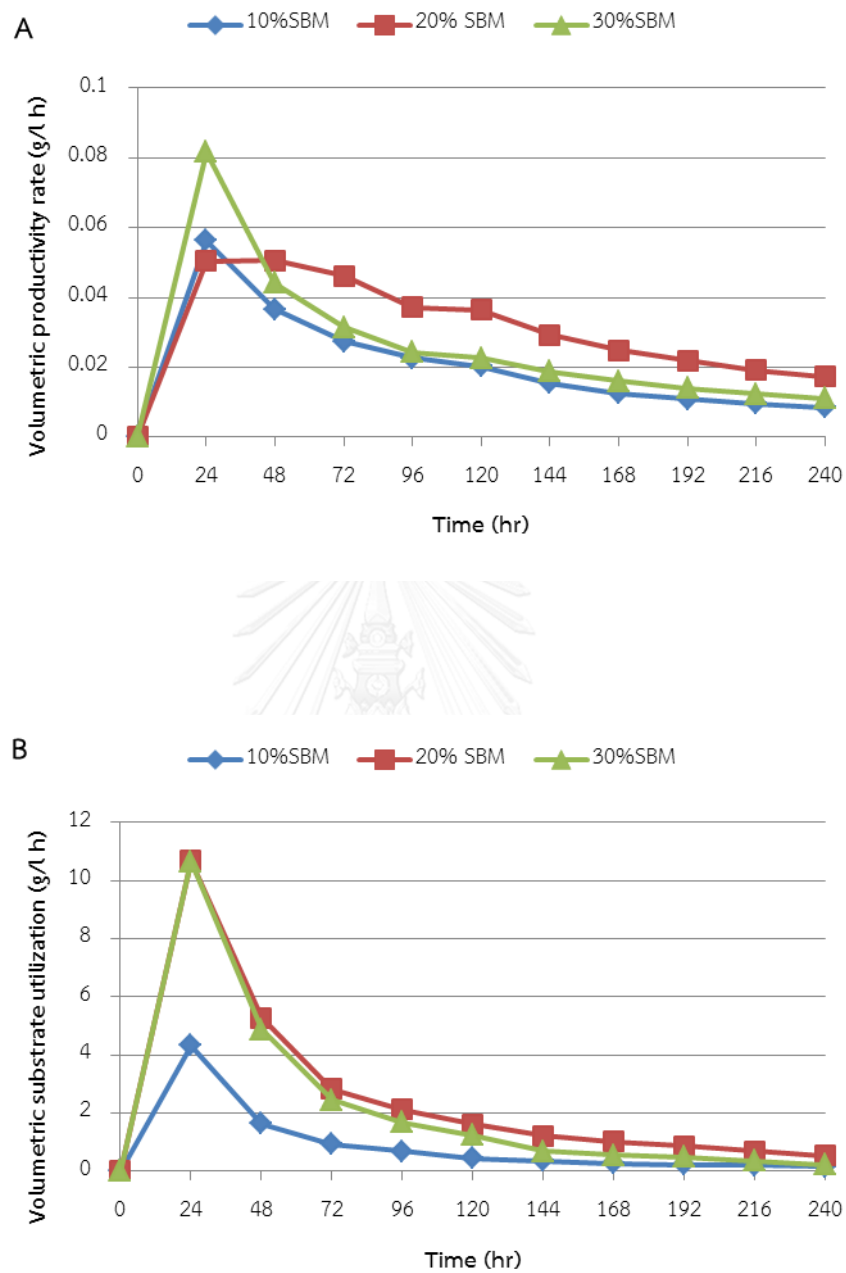 A
10%SBM 20% SBM 30%SBM
Volumetric productivity rate (g/l h)
0.1
0.08
0.06
0.04
0.02
0
0 24 48 72 96 120 144 168 192 216 240
Time (hr)
B
10%SBM 20% SBM 30%SBM
Volumetric substrate utilization (g/l h)
12
10
8
6
4
2
0
0 24 48 72 96 120 144 168 192 216 240
Time (hr)